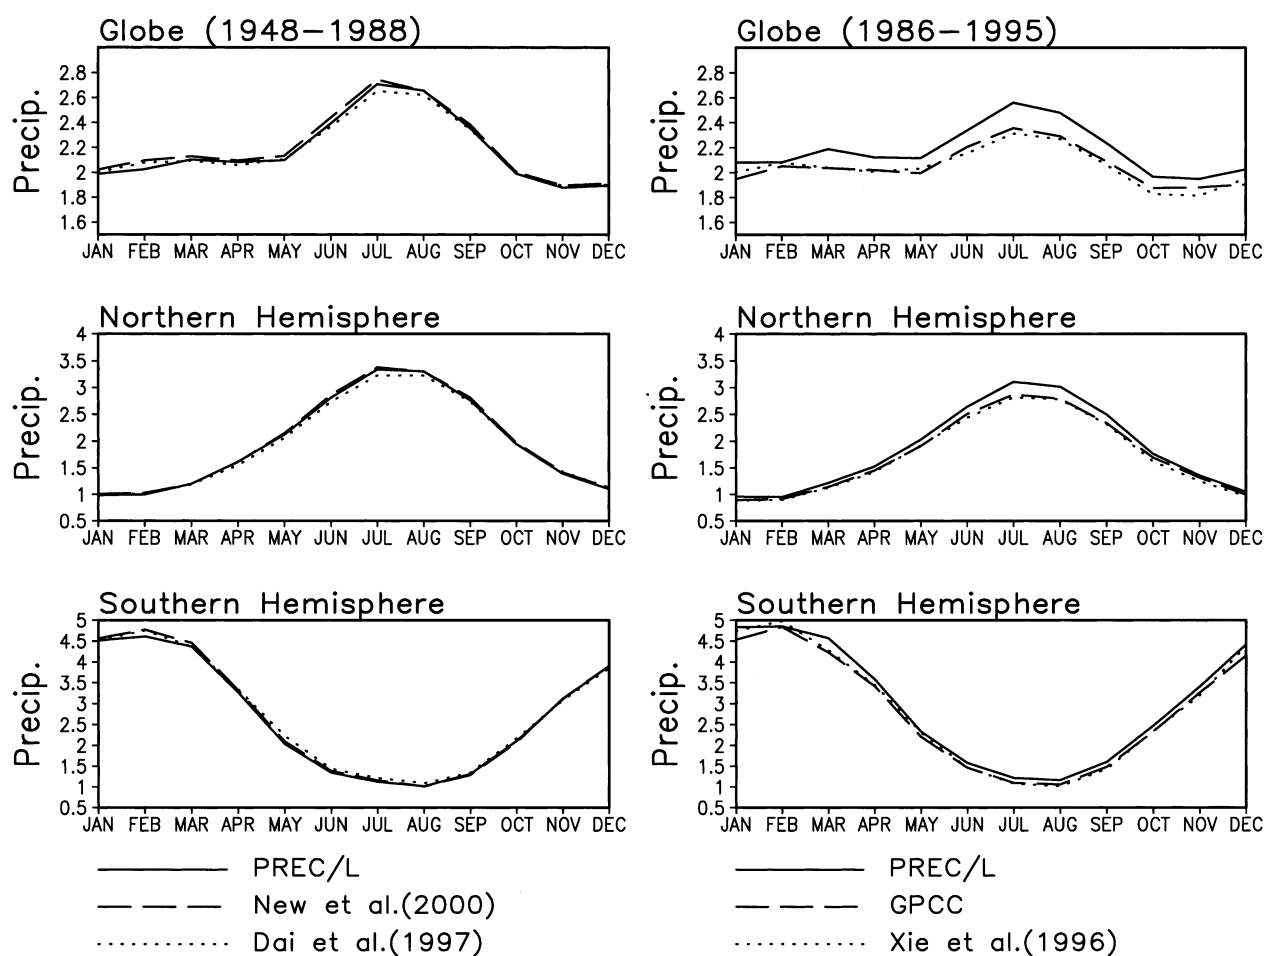 Globe (1948-1988)
Precip.
2.8
2.6
2.4
2.2
2
1.8
1.6
JAN FEB MAR APR MAY JUN JUL AUG SEP OCT NOV DEC
Globe (1986-1995)
Precip.
2.8
2.6
2.4
2.2
2
1.8
1.6
JAN FEB MAR APR MAY JUN JUL AUG SEP OCT NOV DEC
Northern Hemisphere
Precip.
4
3.5
3
2.5
2
1.5
1
0.5
JAN FEB MAR APR MAY JUN JUL AUG SEP OCT NOV DEC
Northern Hemisphere
Precip.
4
3.5
3
2.5
2
1.5
1
0.5
JAN FEB MAR APR MAY JUN JUL AUG SEP OCT NOV DEC
Southern Hemisphere
Precip.
5
4.5
4
3.5
3
2.5
2
1.5
1
0.5
JAN FEB MAR APR MAY JUN JUL AUG SEP OCT NOV DEC
Southern Hemisphere
Precip.
5
4.5
4
3.5
3
2.5
2
1.5
1
0.5
JAN FEB MAR APR MAY JUN JUL AUG SEP OCT NOV DEC
PREC/L
New et al.(2000)
Dai et al.(1997)
PREC/L
GPCC
Xie et al.(1996)